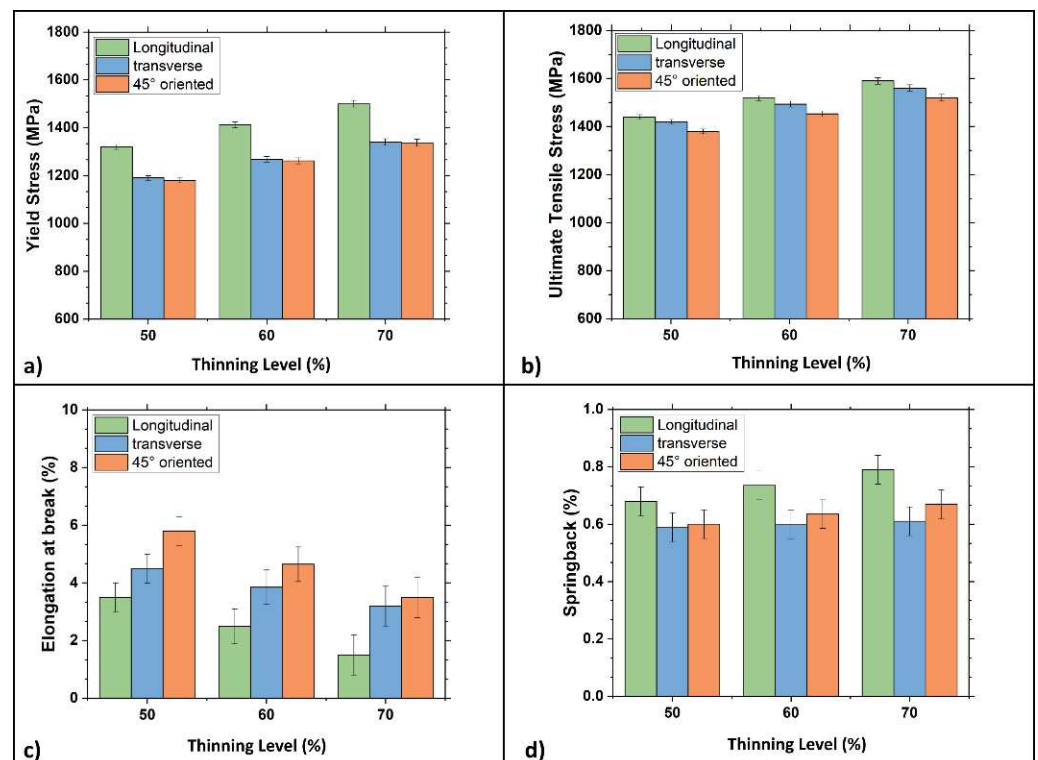 1800
1600
1400
1200
1000
800
600
Yield Stress (MPa)
Longitudinal
transverse
45° oriented
50 60 70
Thinning Level (%)
a)
1800
1600
1400
1200
1000
800
600
Ultimate Tensile Stress (MPa)
Longitudinal
transverse
45° oriented
50 60 70
Thinning Level (%)
b)
10
8
6
4
2
0
Elongation at break (%)
Longitudinal
transverse
45° oriented
50 60 70
Thinning Level (%)
c)
1.0
0.8
0.6
0.4
0.2
0.0
Springback (%)
Longitudinal
transverse
45° oriented
50 60 70
Thinning Level (%)
d)